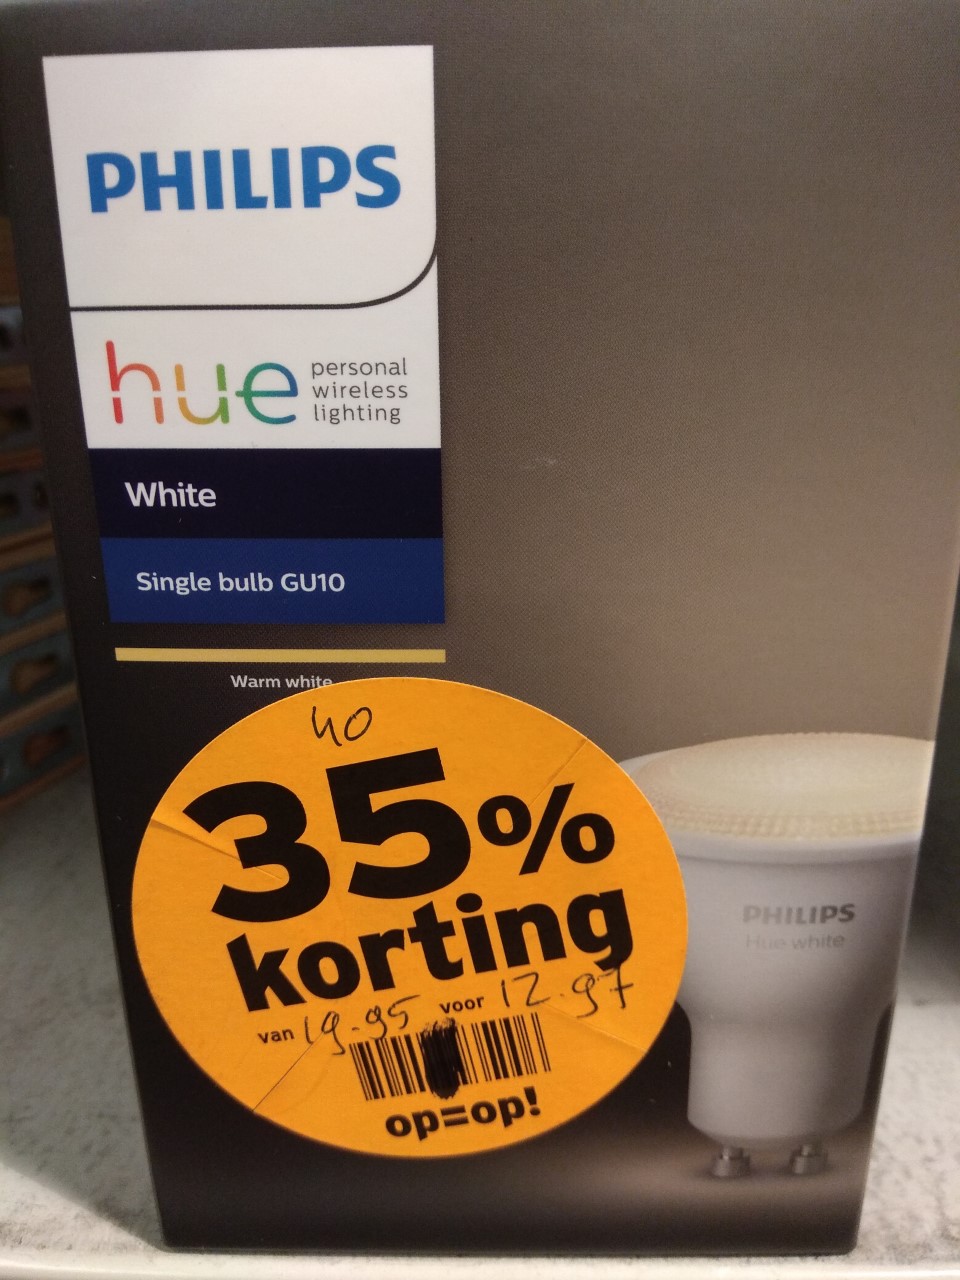 PHILIPS
hue personal
wireless
lighting
White
Single bulb GU10
Warm white
40
35%
korting
van 19.95 voor 12.97
op=op!
PHILIPS
Hue white